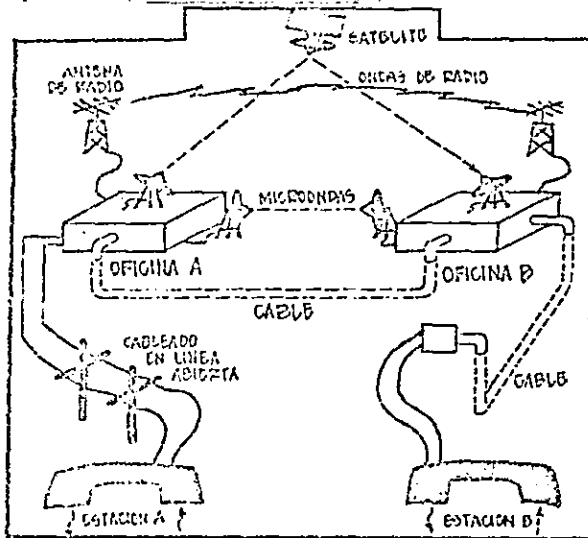 SATELITE
ANTENA
DE RADIO
ONDAS DE RADIO
MICROONDAS
OFICINA A
OFICINA B
CABLE
CABLEADO
EN LINEA
ABIERTA
CABLE
ESTACION A
ESTACION B